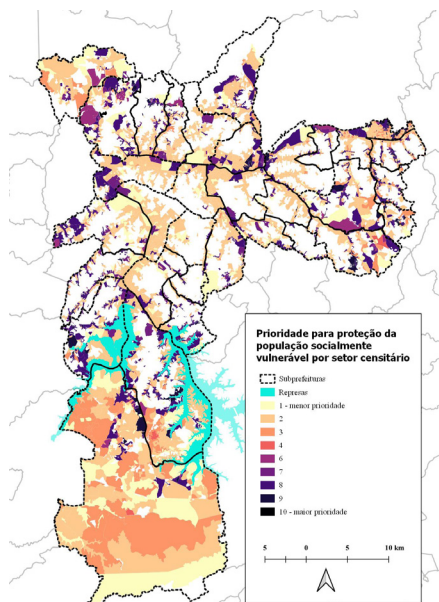 Prioridade para proteção da
população socialmente
vulnerável por setor censitário
Subprefeituras
Represas
1 - menor prioridade
2
3
4
6
7
8
9
10 - maior prioridade
5 0 5 10 km